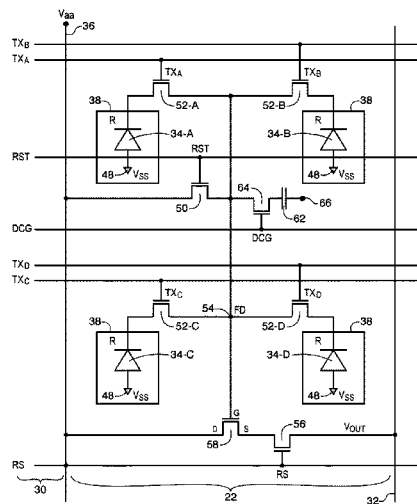 Vaa
36
TXB
TXA
TXA
TXB
38
52-A
52-B
38
R
34-A
R
34-B
48
VSS
48
VSS
RST
RST
50
64
62
66
DCG
DCG
TXD
TXC
TXC
54
FD
TXD
38
52-C
52-D
38
R
34-C
R
34-D
48
VSS
48
VSS
G
D
S
58
56
VOUT
RS
RS
30
22
32